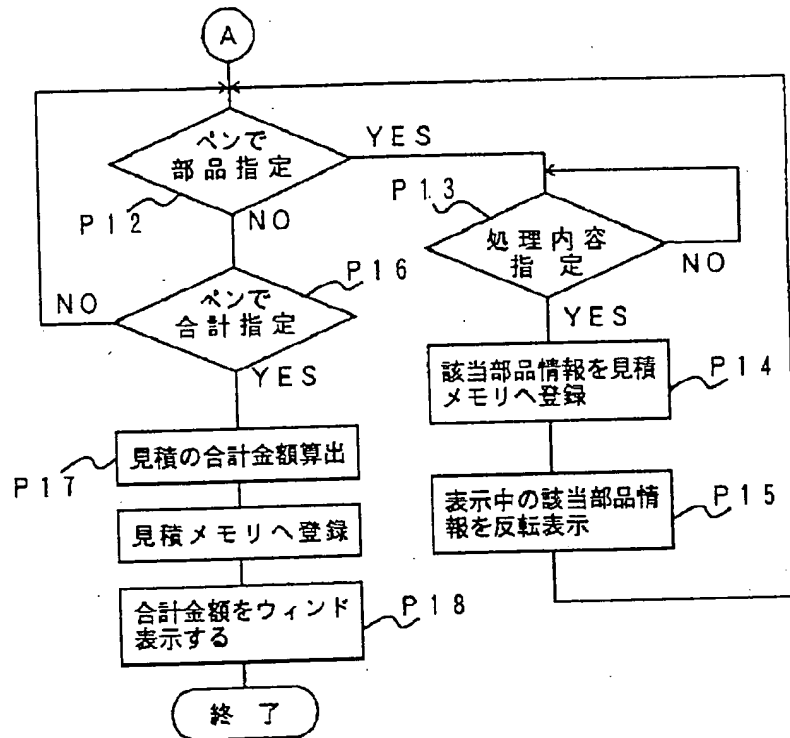 A
ペンで
部品指定
YES
P12
NO
P13
処理内容
指定
NO
YES
P16
ペンで
合計指定
NO
YES
該当部品情報を見積
メモリへ登録
P14
P17
見積の合計金額算出
表示中の該当部品情
報を反転表示
P15
見積メモリへ登録
合計金額をウィンド
表示する
P18
終了